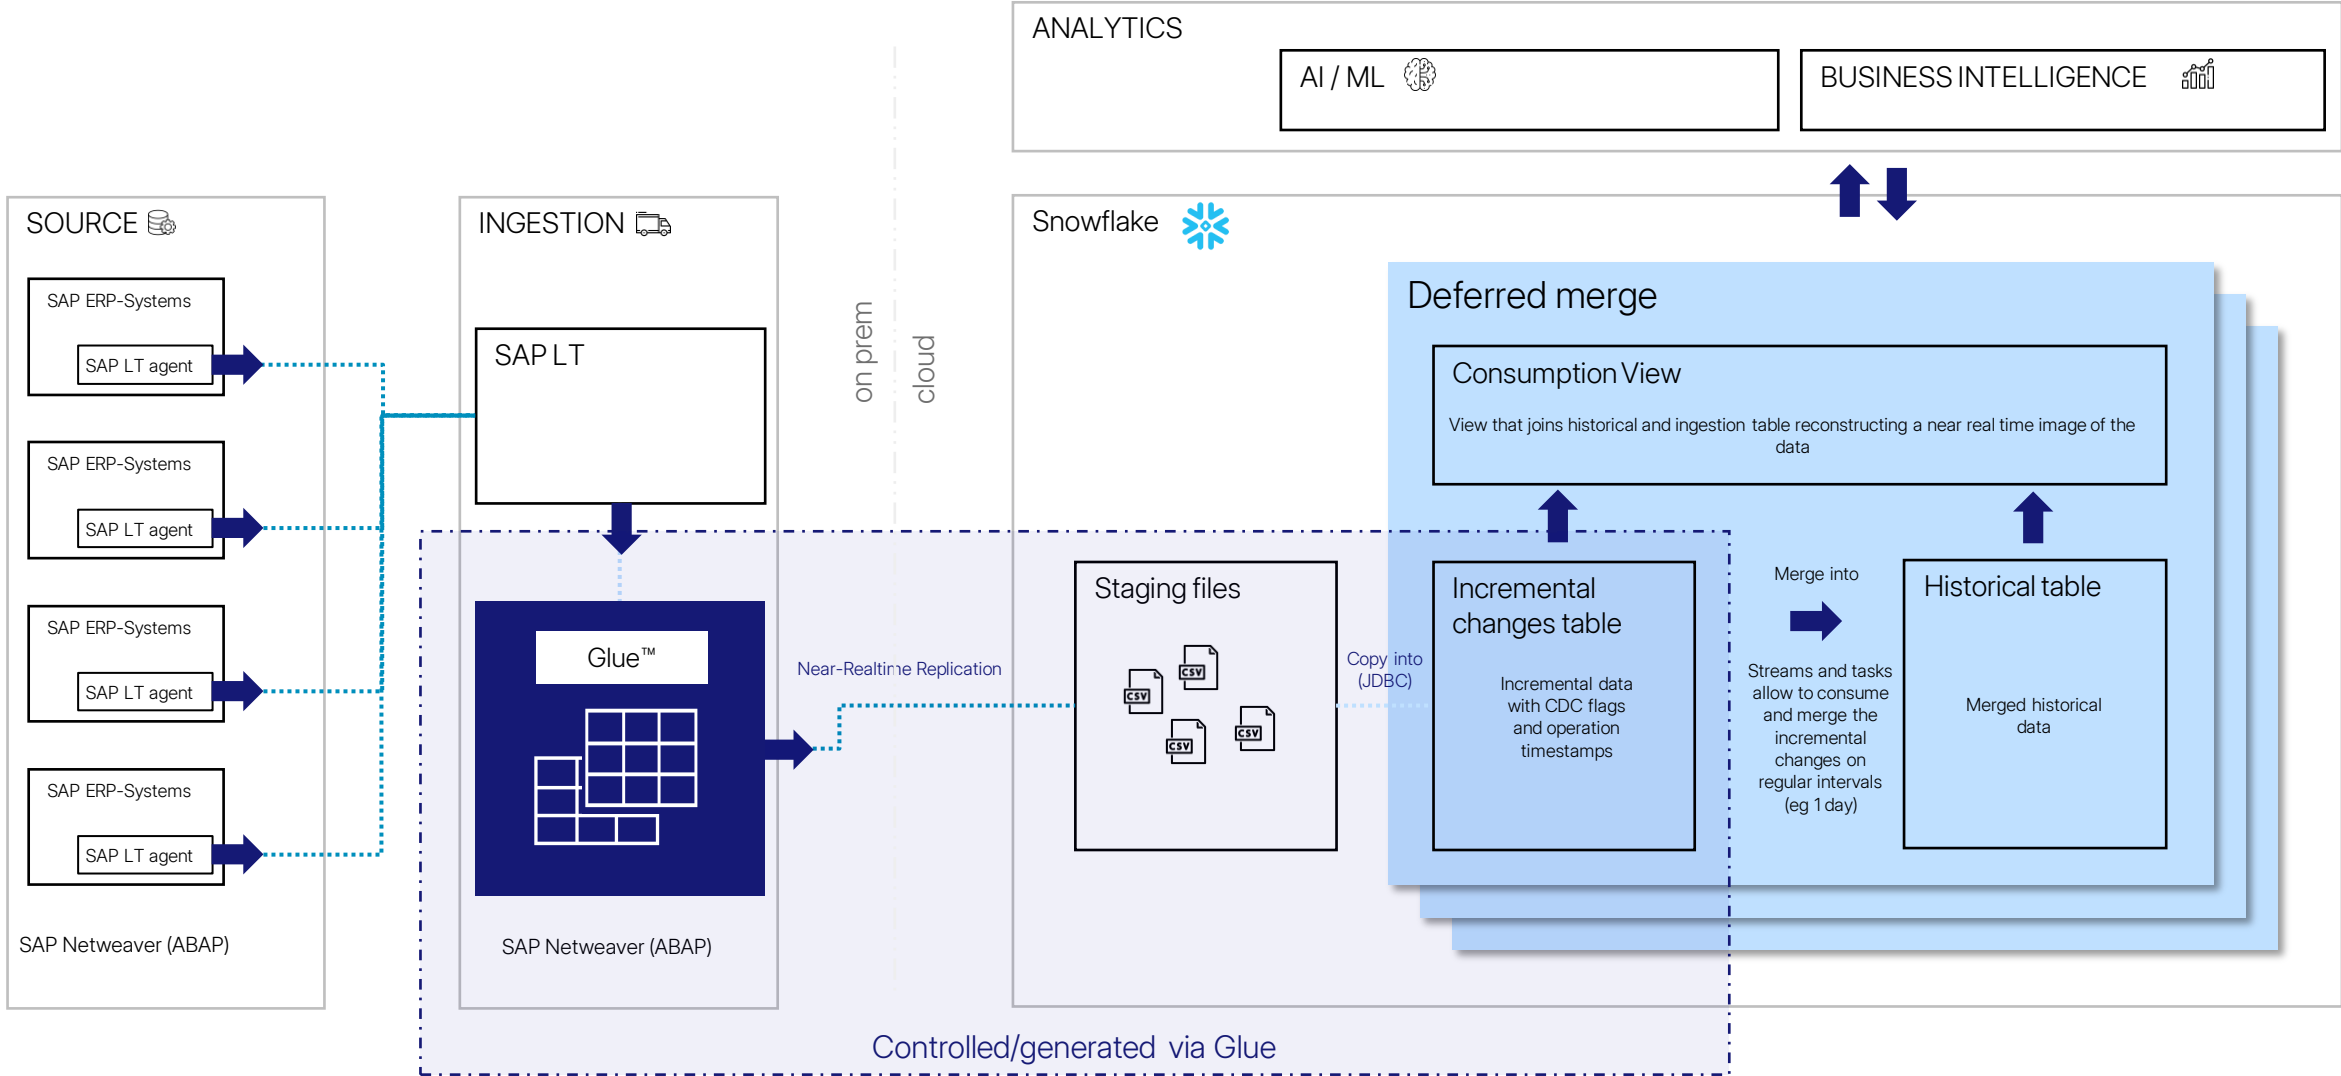 ANALYTICS
AI / ML
BUSINESS INTELLIGENCE
SOURCE
SAP ERP-Systems
SAP LT agent
SAP ERP-Systems
SAP LT agent
SAP ERP-Systems
SAP LT agent
SAP ERP-Systems
SAP LT agent
SAP Netweaver (ABAP)
INGESTION
SAP LT
Glue™
SAP Netweaver (ABAP)
on prem
cloud
Near-Realtime Replication
Snowflake
Staging files
CSV
CSV
CSV
CSV
Copy into
(JDBC)
Deferred merge
Consumption View
View that joins historical and ingestion table reconstructing a near real time image of the
data
Incremental
changes table
Incremental data
with CDC flags
and operation
timestamps
Merge into
Streams and tasks
allow to consume
and merge the
incremental
changes on
regular intervals
(eg 1 day)
Historical table
Merged historical
data
Controlled/generated via Glue